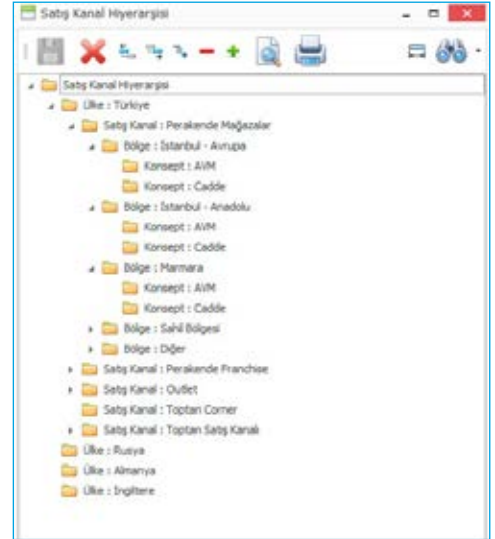 Satış Kanal Hiyerarşisi
Satış Kanal Hiyerarşisi
Ülke : Türkiye
Satış Kanal : Perakende Mağazalar
Bölge : İstanbul - Avrupa
Konsept : AVM
Konsept : Cadde
Bölge : İstanbul - Anadolu
Konsept : AVM
Konsept : Cadde
Bölge : Marmara
Konsept : AVM
Konsept : Cadde
Bölge : Sahil Bölgesi
Bölge : Diğer
Satış Kanal : Perakende Franchise
Satış Kanal : Outlet
Satış Kanal : Toptan Corner
Satış Kanal : Toptan Satış Kanalı
Ülke : Rusya
Ülke : Almanya
Ülke : İngiltere